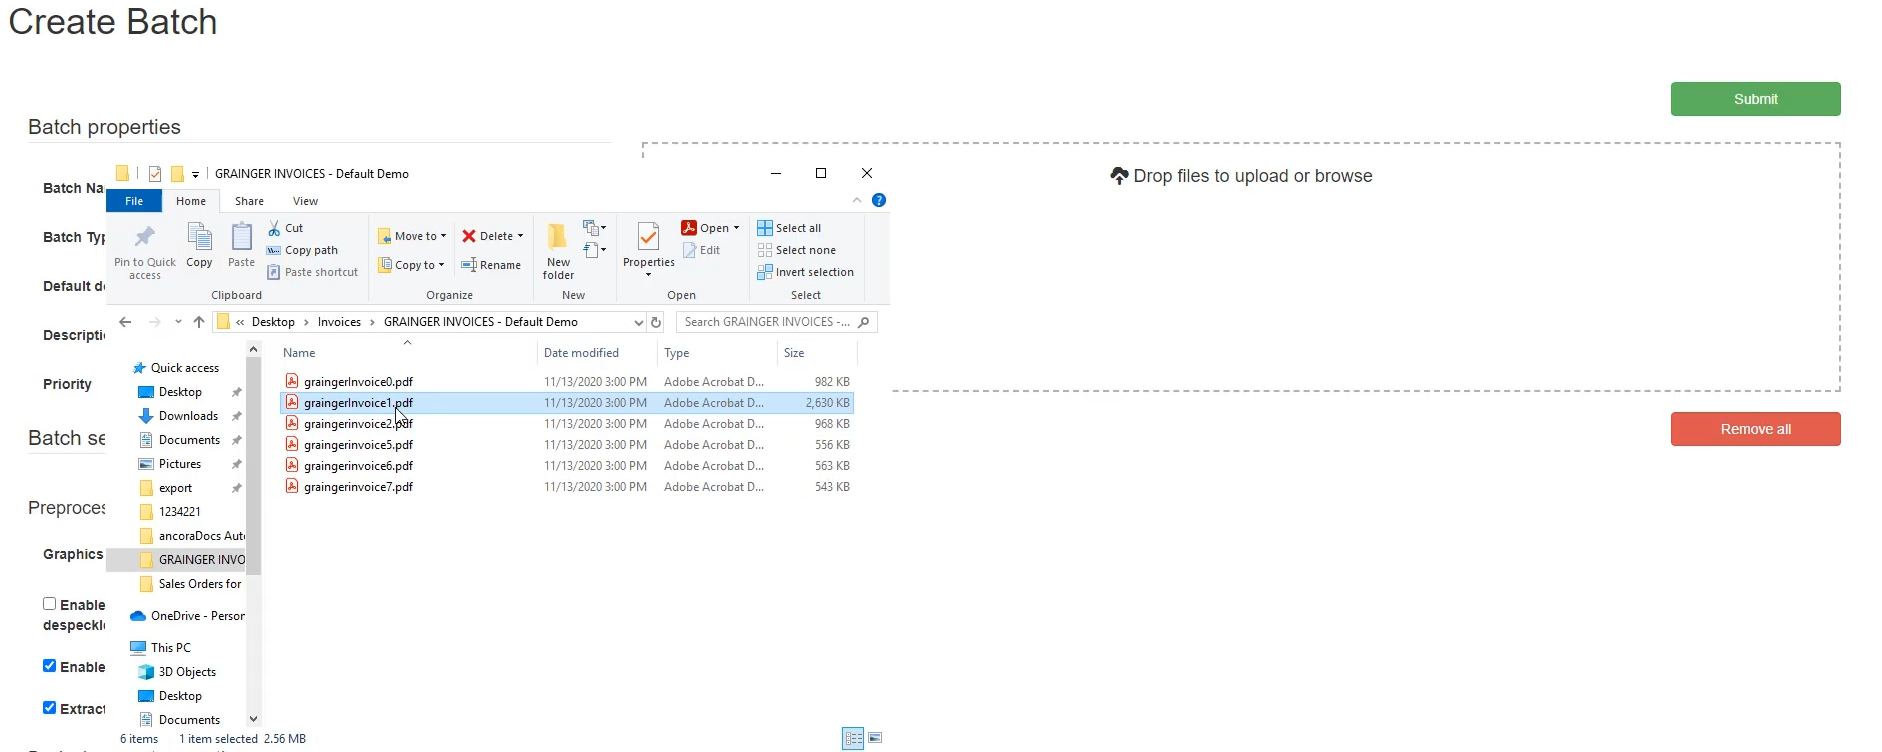 Create Batch
Submit
Batch properties
GRAINGER INVOICES - Default Demo
Drop files to upload or browse
Batch Na
File Home Share View
Batch Typ
Pin to Quick access
Copy
Paste
Cut
Copy path
Paste shortcut
Clipboard
Move to
Copy to
Delete
Rename
Organize
New folder
New
Properties
Open
Edit
Open
Select all
Select none
Invert selection
Select
Default d
« Desktop > Invoices > GRAINGER INVOICES - Default Demo
Search GRAINGER INVOICES -...
Descripti
Name Date modified Type Size
Priority
Quick access
Desktop
Downloads
Documents
Pictures
export
1234221
ancoraDocs Aut
GRAINGER INVO
Sales Orders for
OneDrive - Person
This PC
3D Objects
Desktop
Documents
graingerInvoice0.pdf 11/13/2020 3:00 PM Adobe Acrobat D... 982 KB
graingerInvoice1.pdf 11/13/2020 3:00 PM Adobe Acrobat D... 2,630 KB
graingerinvoice2.pdf 11/13/2020 3:00 PM Adobe Acrobat D... 968 KB
graingerinvoice5.pdf 11/13/2020 3:00 PM Adobe Acrobat D... 556 KB
graingerinvoice6.pdf 11/13/2020 3:00 PM Adobe Acrobat D... 563 KB
graingerinvoice7.pdf 11/13/2020 3:00 PM Adobe Acrobat D... 543 KB
Remove all
Batch se
Preproces
Graphics
Enable
despeckl
Enable
Extract
6 items 1 item selected 2.56 MB